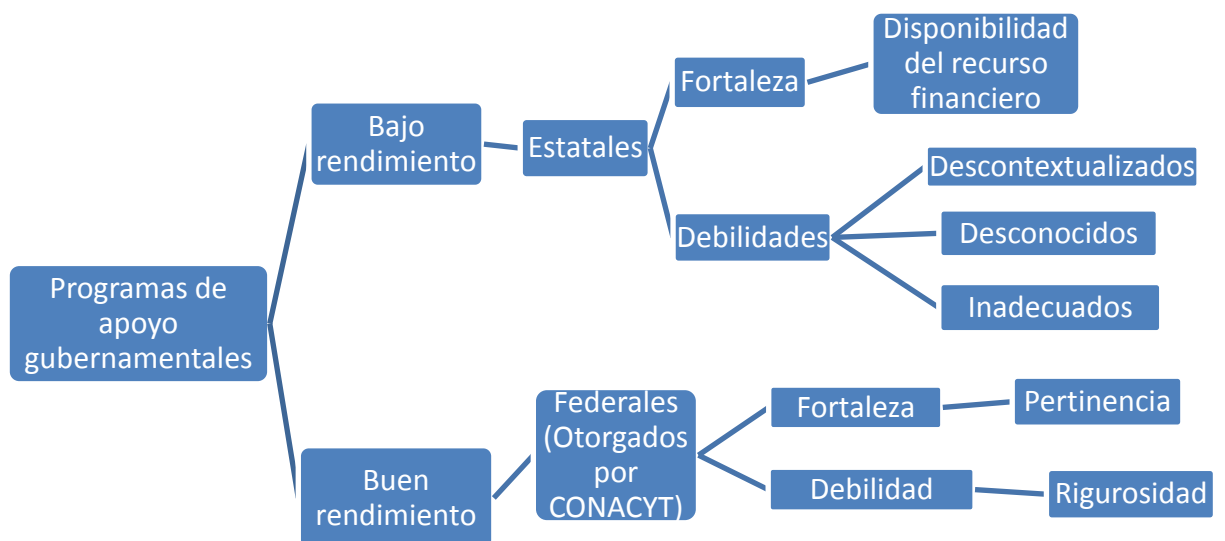 Programas de
apoyo
gubernamentales
Bajo
rendimiento
Estatales
Fortaleza
Disponibilidad
del recurso
financiero
Debilidades
Descontextualizados
Desconocidos
Inadecuados
Buen
rendimiento
Federales
(Otorgados
por
CONACYT)
Fortaleza
Pertinencia
Debilidad
Rigurosidad